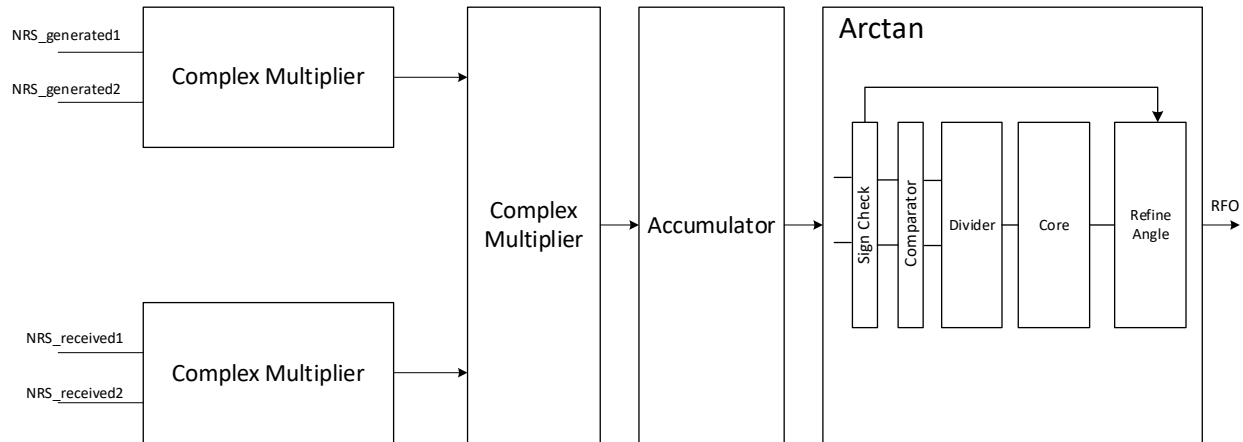 NRS_generated1
NRS_generated2
Complex Multiplier
NRS_received1
NRS_received2
Complex Multiplier
Complex
Multiplier
Accumulator
Arctan
Sign Check
Comparator
Divider
Core
Refine
Angle
RFO